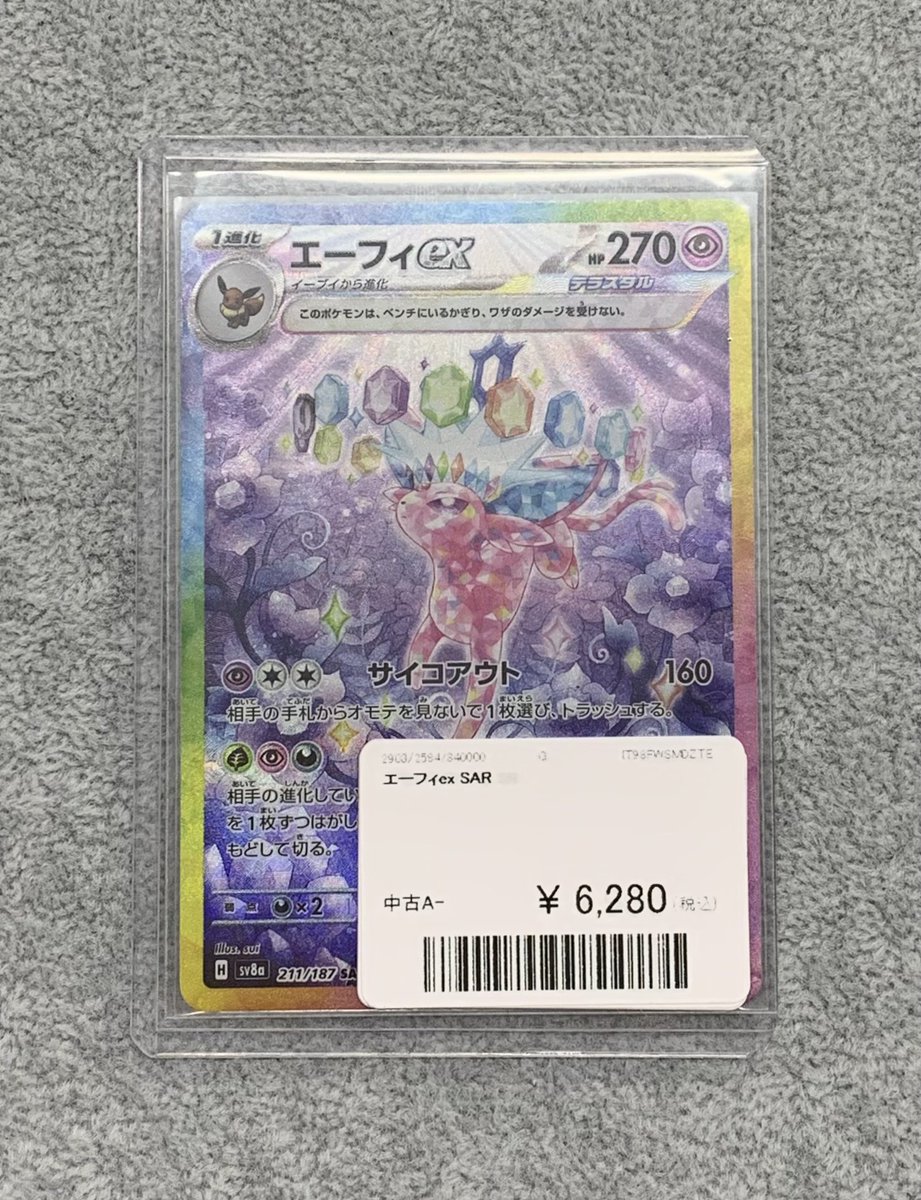 1進化
エーフィex
HP270
イーブイから進化
テラスタル
このポケモンは、ベンチにいるかぎり、ワザのダメージを受けない。
サイコアウト 160
相手の手札からオモテを見ないで1枚選び、トラッシュする。
相手の進化してい
を1枚ずつはがし
もどして切る。
×2
Illus. sui
H sv8a 211/187 SA
エーフィex SAR
中古A-
¥ 6,280 (税込)